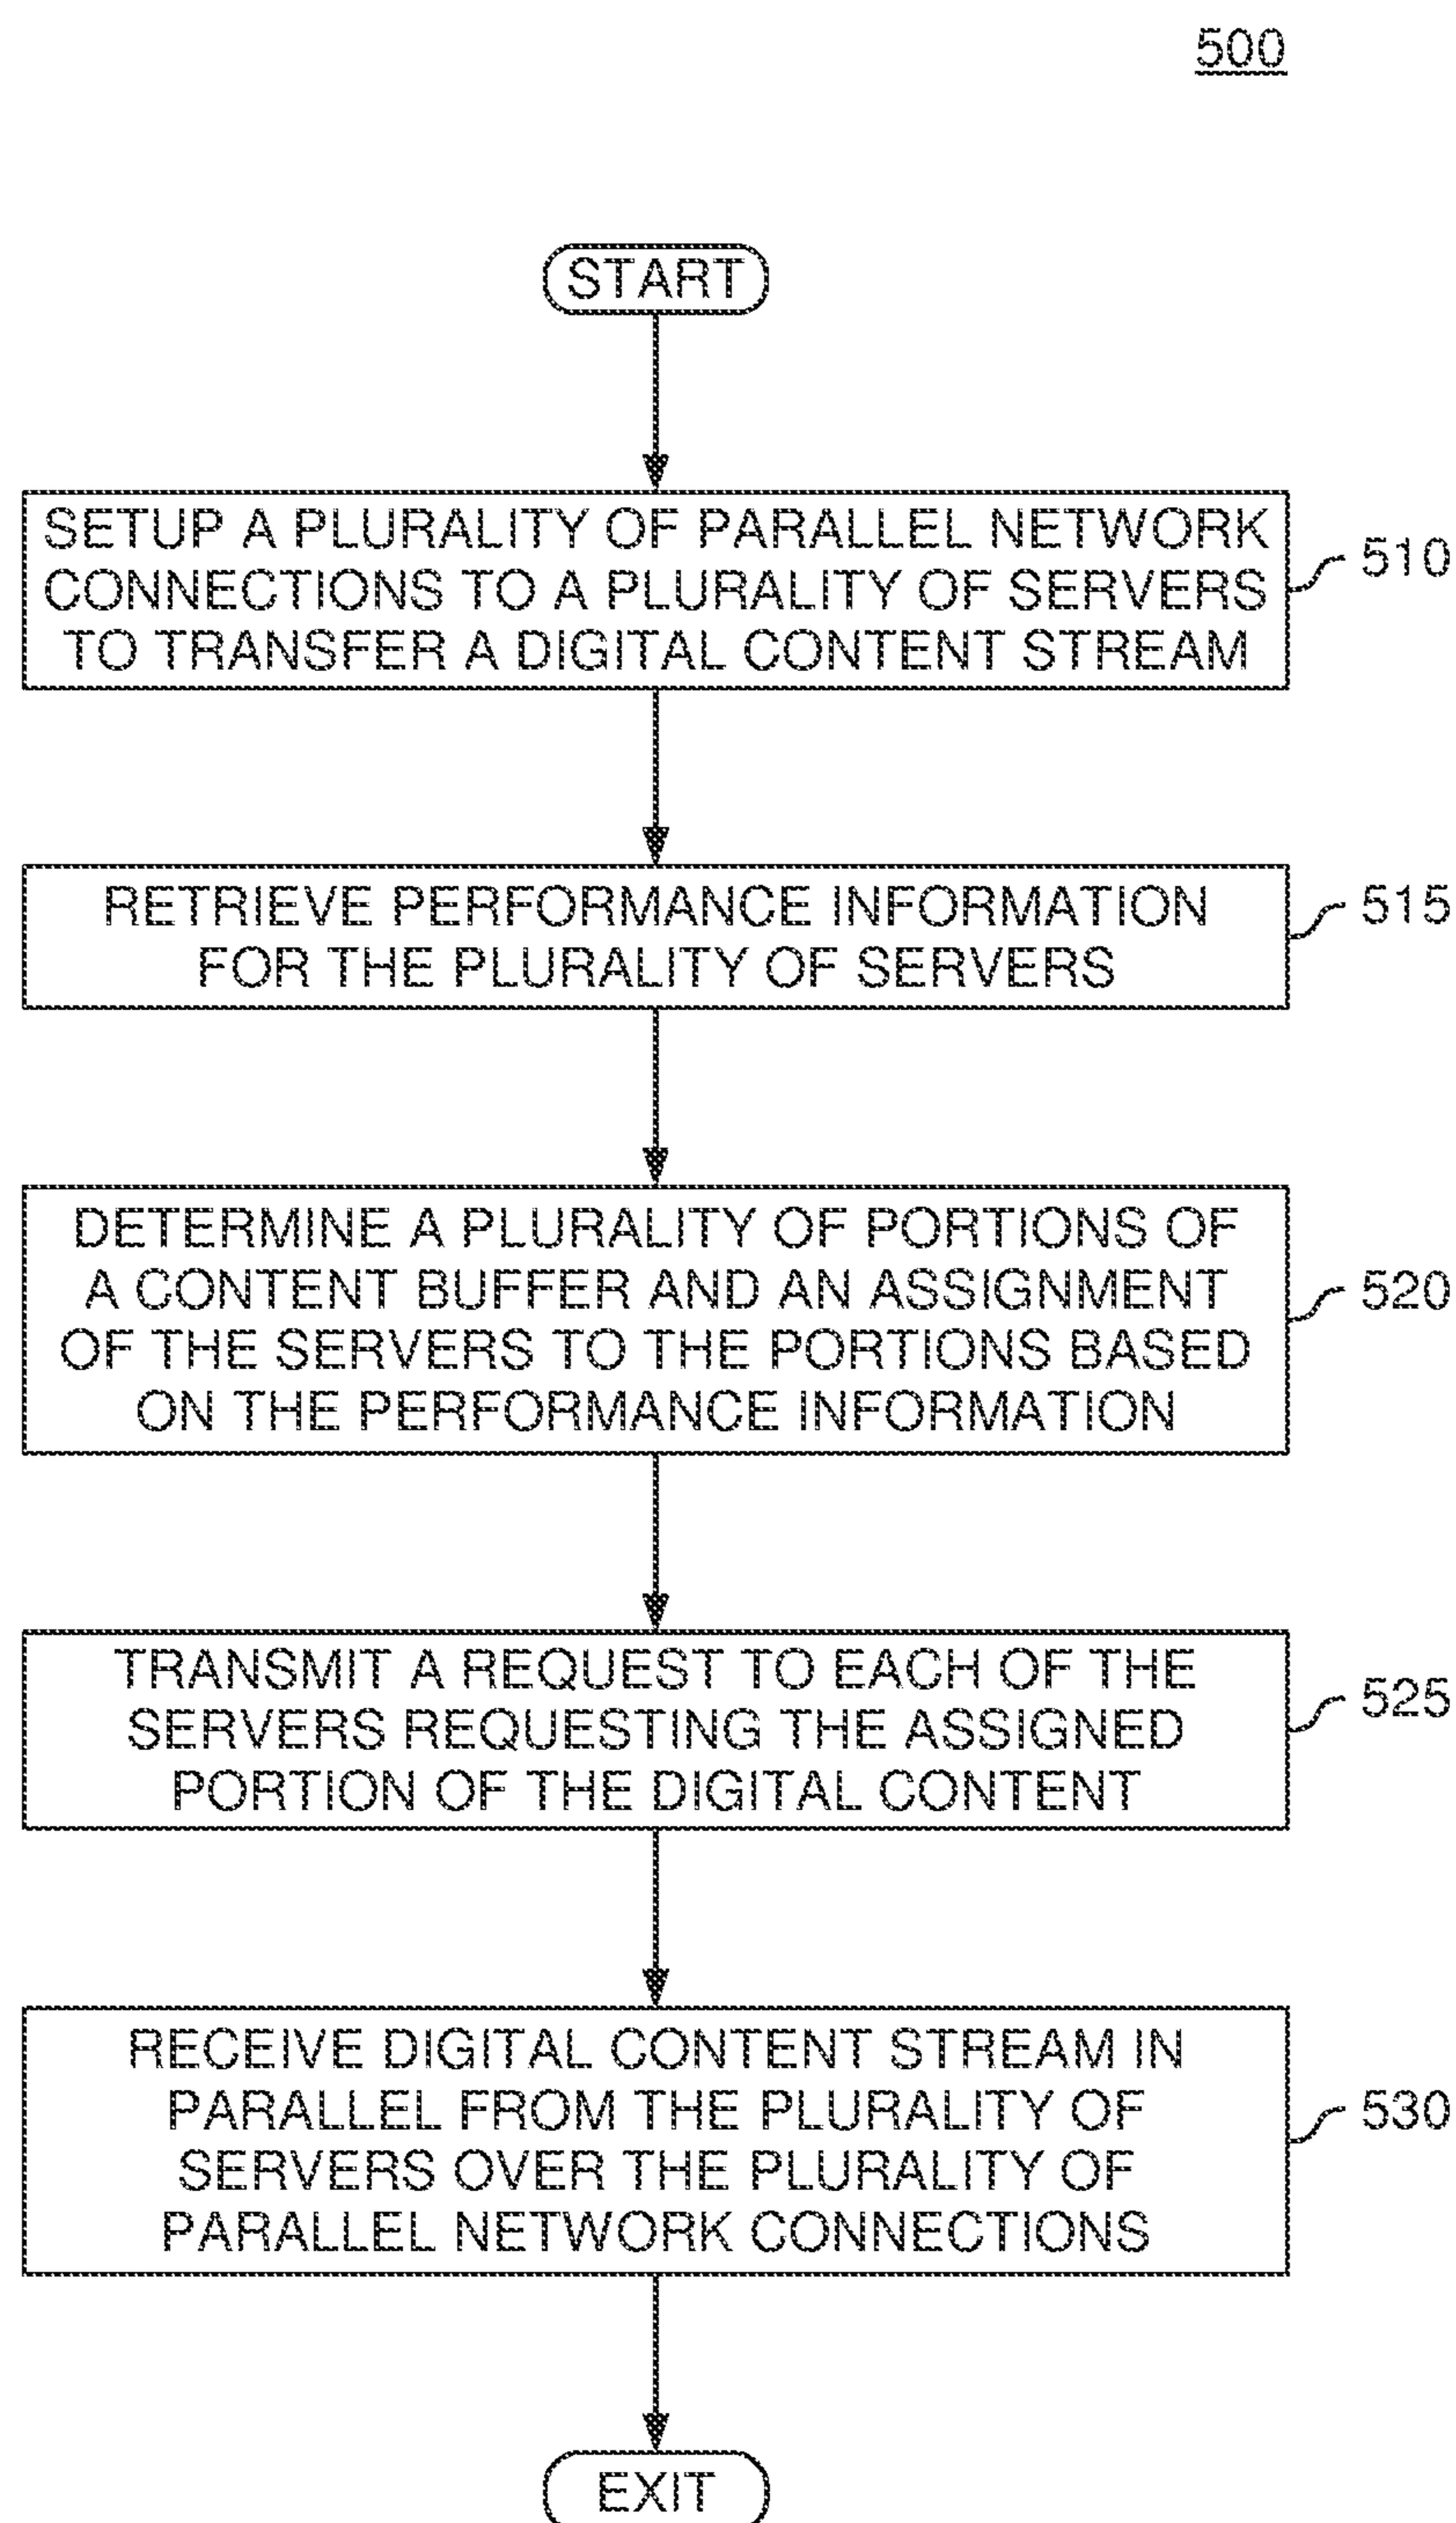 500
START
SETUP A PLURALITY OF PARALLEL NETWORK
CONNECTIONS TO A PLURALITY OF SERVERS
TO TRANSFER A DIGITAL CONTENT STREAM
510
RETRIEVE PERFORMANCE INFORMATION
FOR THE PLURALITY OF SERVERS
515
DETERMINE A PLURALITY OF PORTIONS OF
A CONTENT BUFFER AND AN ASSIGNMENT
OF THE SERVERS TO THE PORTIONS BASED
ON THE PERFORMANCE INFORMATION
520
TRANSMIT A REQUEST TO EACH OF THE
SERVERS REQUESTING THE ASSIGNED
PORTION OF THE DIGITAL CONTENT
525
RECEIVE DIGITAL CONTENT STREAM IN
PARALLEL FROM THE PLURALITY OF
SERVERS OVER THE PLURALITY OF
PARALLEL NETWORK CONNECTIONS
530
EXIT